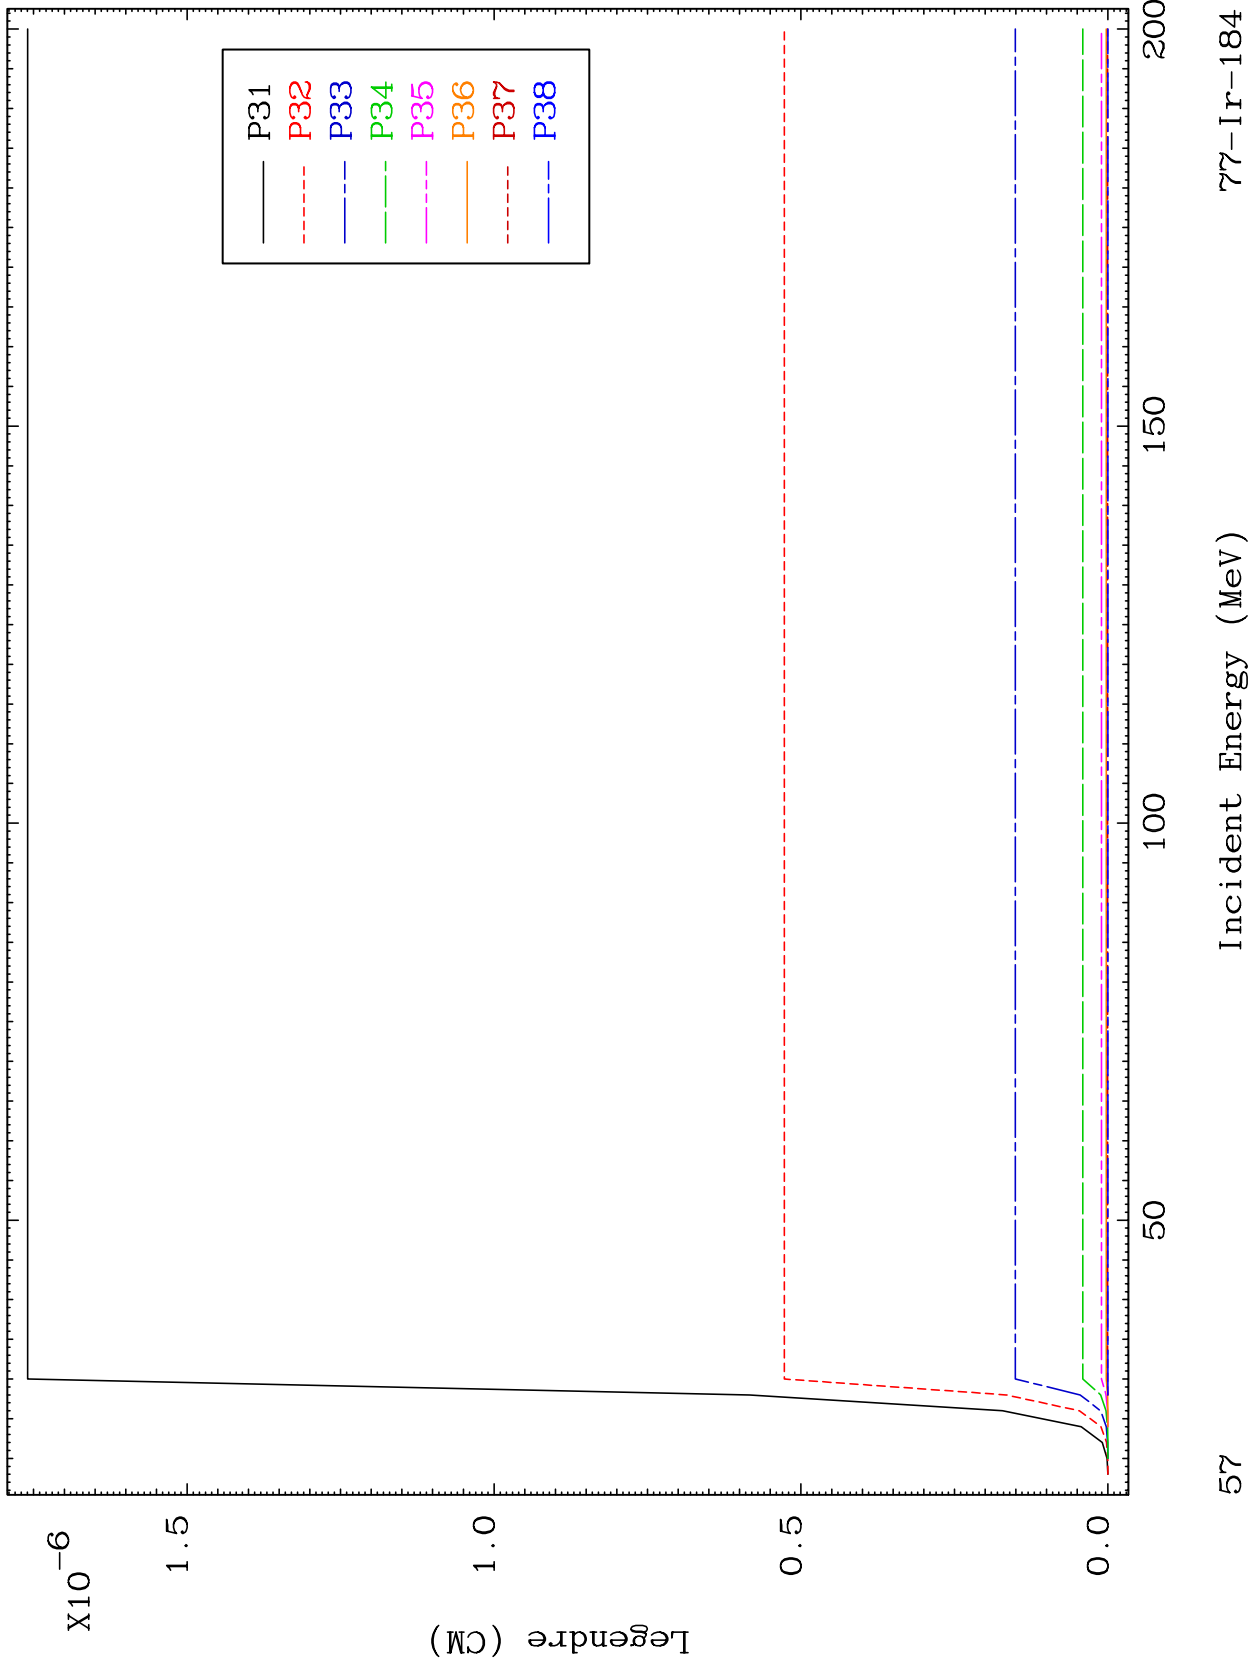 X10-6
1.5
1.0
0.5
0.0
Legendre (CM)
P31
P32
P33
P34
P35
P36
P37
P38
50
100
150
200
57
Incident Energy (MeV)
77-Ir-184